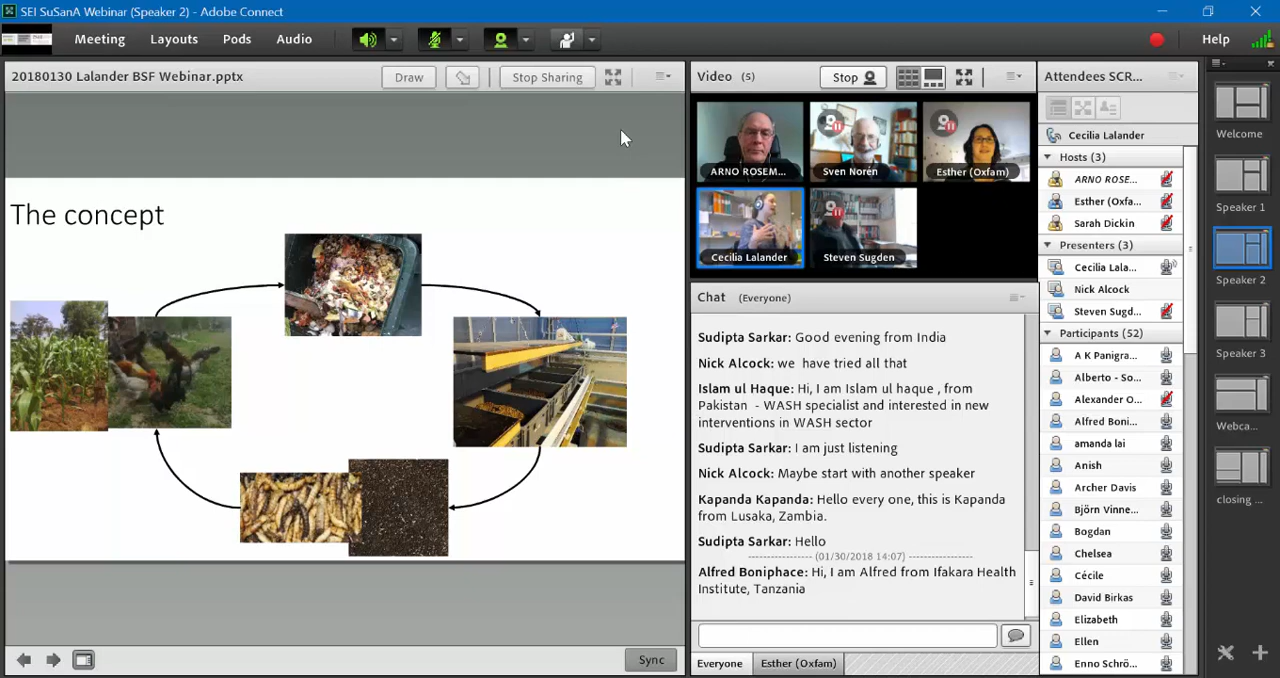 SEI SuSanA Webinar (Speaker 2) - Adobe Connect
Meeting Layouts Pods Audio
Help
20180130 Lalander BSF Webinar.pptx
Draw
Stop Sharing
The concept
Sync
Video (5)
Stop
ARNO ROSEM...
Sven Norén
Esther (Oxfam)
Cecilia Lalander
Steven Sugden
Chat (Everyone)
Sudipta Sarkar: Good evening from India
Nick Alcock: we have tried all that
Islam ul Haque: Hi, I am Islam ul haque , from
Pakistan - WASH specialist and interested in new
interventions in WASH sector
Sudipta Sarkar: I am just listening
Nick Alcock: Maybe start with another speaker
Kapanda Kapanda: Hello every one, this is Kapanda
from Lusaka, Zambia.
Sudipta Sarkar: Hello
---------------- (01/30/2018 14:07) ----------------
Alfred Boniphace: Hi, I am Alfred from Ifakara Health
Institute, Tanzania
Everyone
Esther (Oxfam)
Attendees SCR...
Cecilia Lalander
Hosts (3)
ARNO ROSE...
Esther (Oxfa...
Sarah Dickin
Presenters (3)
Cecilia Lala...
Nick Alcock
Steven Sugd...
Participants (52)
A K Panigra...
Alberto - So...
Alexander O...
Alfred Boni...
amanda lai
Anish
Archer Davis
Björn Vinne...
Bogdan
Chelsea
Cécile
David Birkas
Elizabeth
Ellen
Enno Schrö...
Welcome
Speaker 1
Speaker 2
Speaker 3
Webca...
closing ...